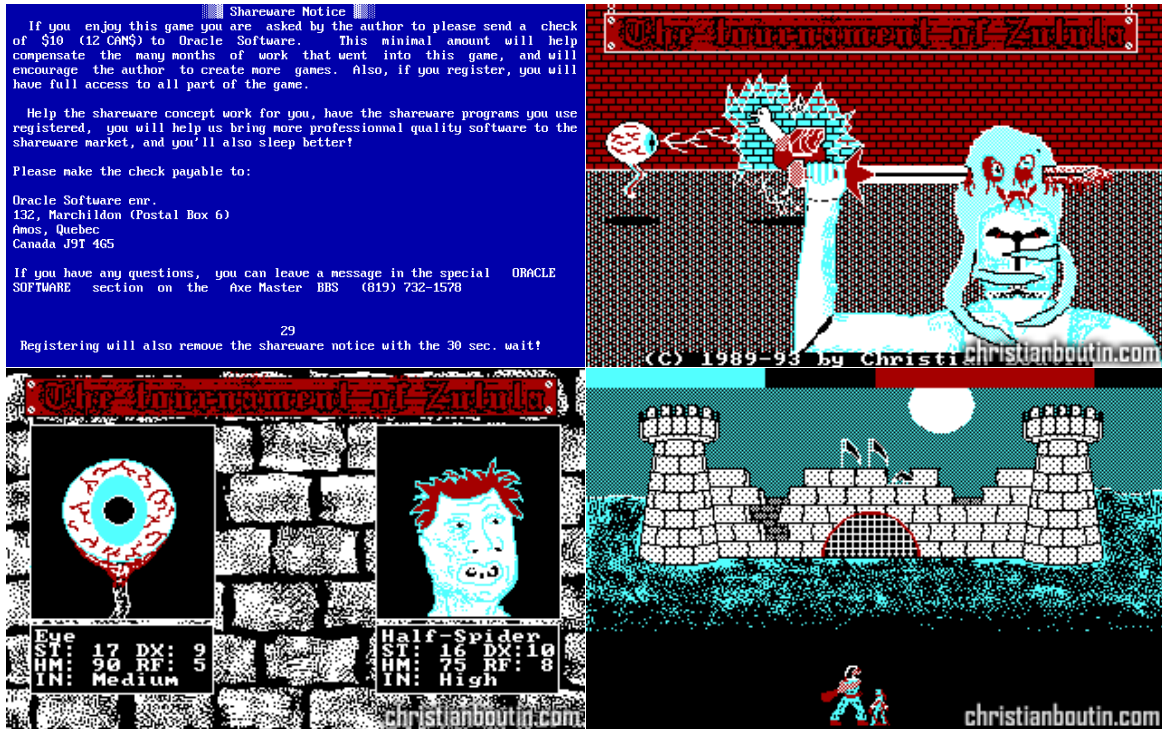 Shareware Notice
If you enjoy this game you are asked by the author to please send a check
of $10 (12 CAN$) to Oracle Software. This minimal amount will help
compensate the many months of work that went into this game, and will
encourage the author to create more games. Also, if you register, you will
have full access to all part of the game.
Help the shareware concept work for you, have the shareware programs you use
registered, you will help us bring more professionnal quality software to the
shareware market, and you'll also sleep better!
Please make the check payable to:
Oracle Software enr.
132, Marchildon (Postal Box 6)
Amos, Quebec
Canada J9T 4G5
If you have any questions, you can leave a message in the special ORACLE
SOFTWARE section on the Axe Master BBS (819) 732-1578
29
Registering will also remove the shareware notice with the 30 sec. wait!
The tournament of Zulula
(C) 1989-93 by Christi
christianboutin.com
The tournament of Zulula
Eye
ST: 17 DX: 9
HM: 90 RF: 5
IN: Medium
Half-Spider
ST: 16 DX:10
HM: 75 RF: 8
IN: High
christianboutin.com
christianboutin.com